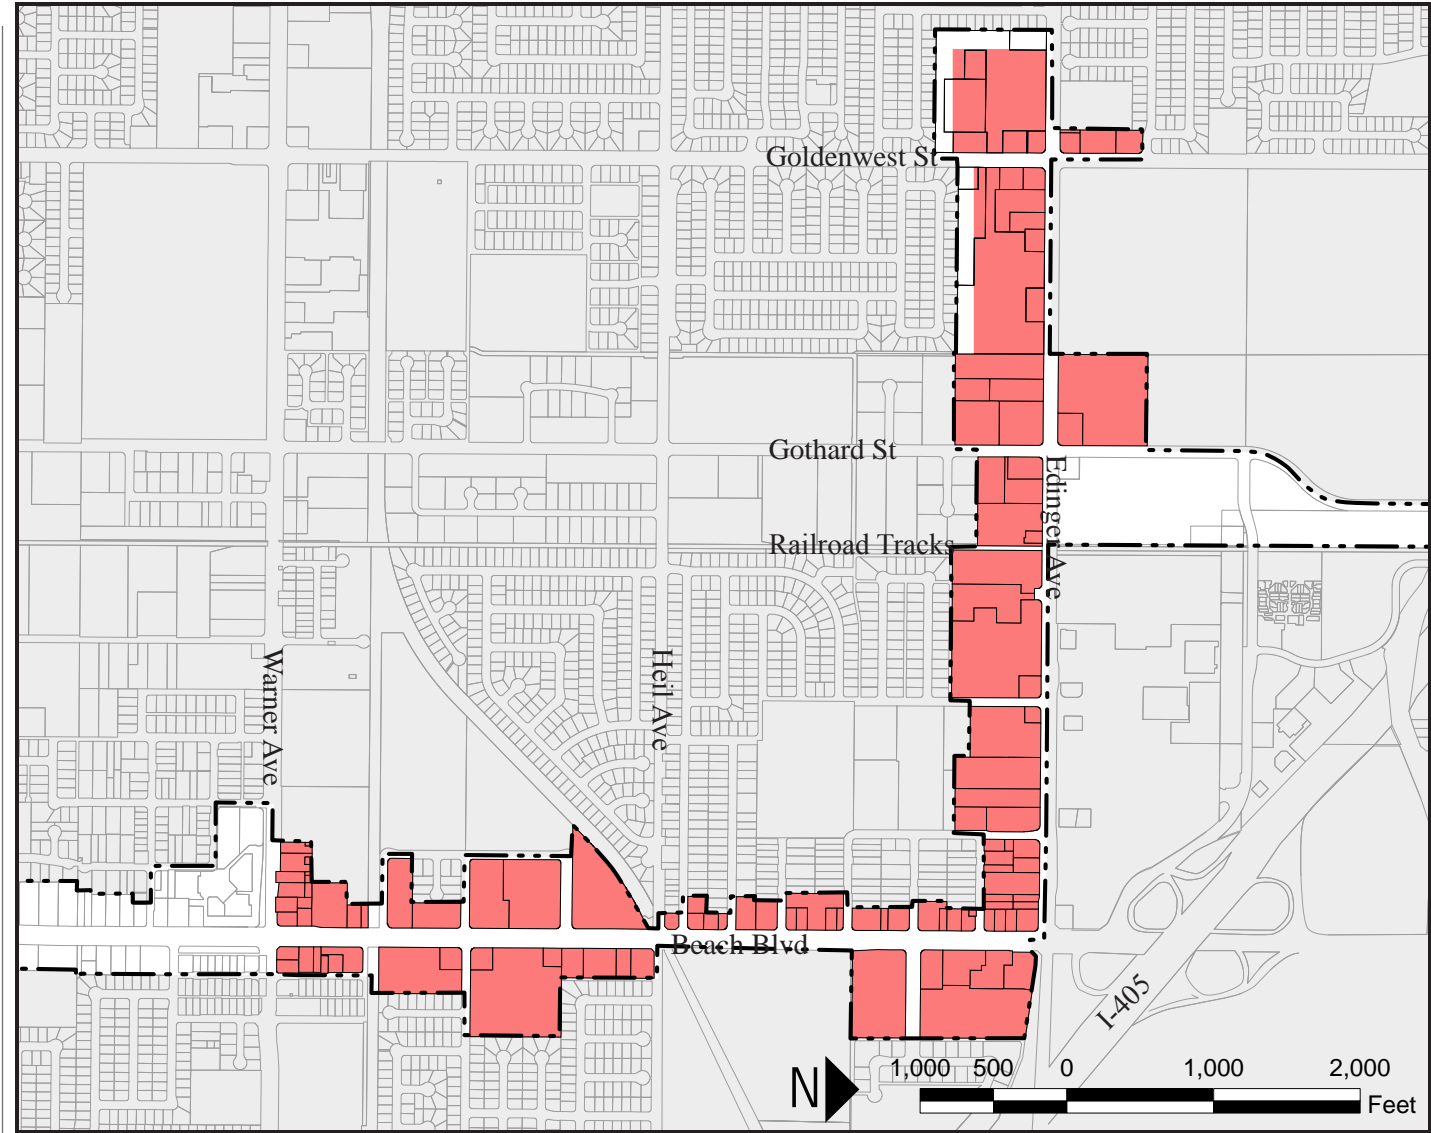 Goldenwest St
Gothard St
Edinger Ave
Railroad Tracks
Warner Ave
Heil Ave
Beach Blvd
I-405
N
1,000 500 0 1,000 2,000
Feet